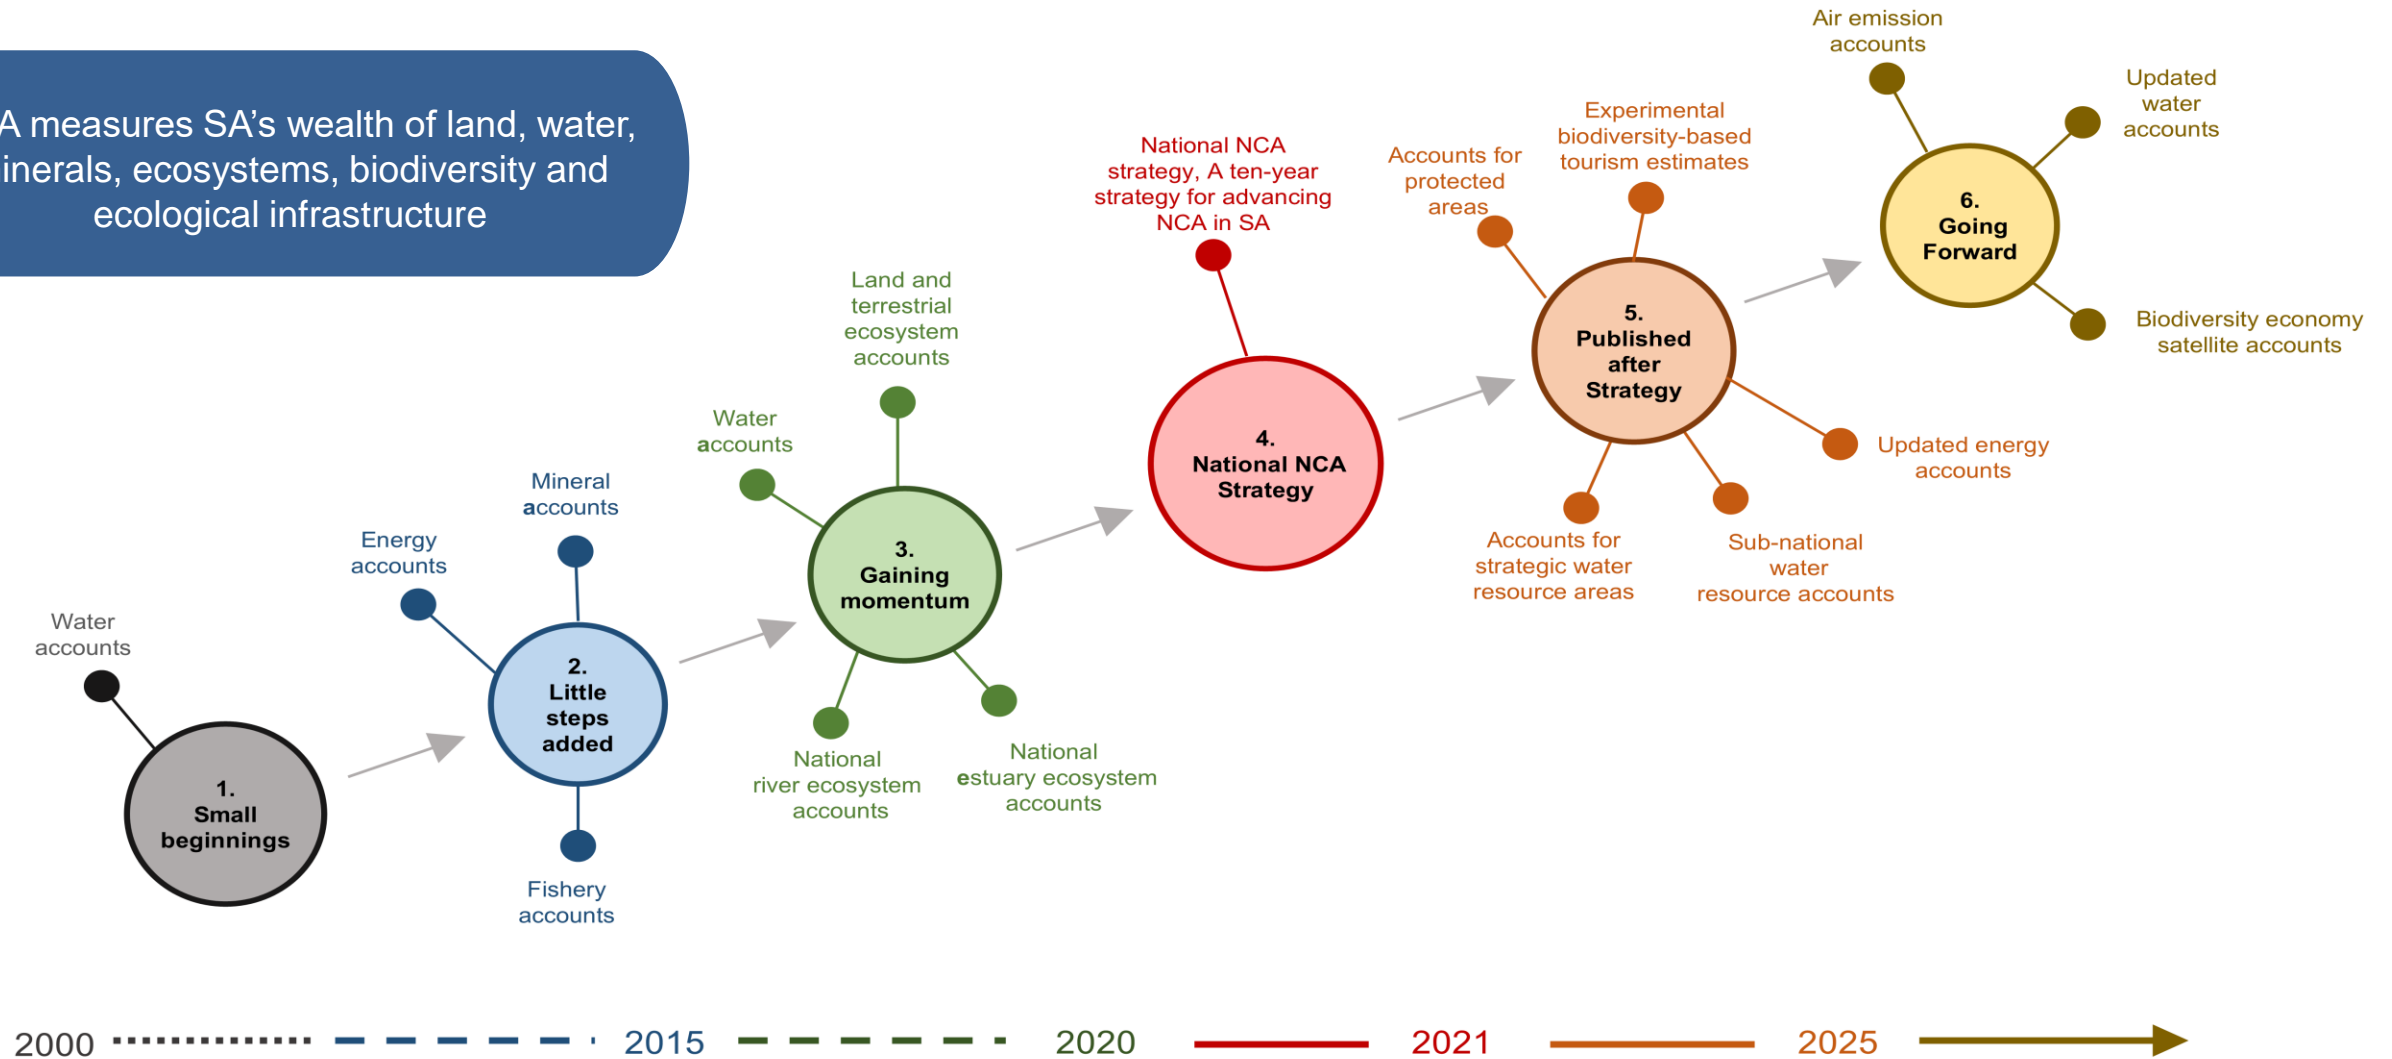 A measures SA's wealth of land, water,
inerals, ecosystems, biodiversity and
ecological infrastructure
Water
accounts
1.
Small
beginnings
Energy
accounts
Mineral
accounts
2.
Little
steps
added
Fishery
accounts
Water
accounts
Land and
terrestrial
ecosystem
accounts
3.
Gaining
momentum
National
river ecosystem
accounts
National
estuary ecosystem
accounts
National NCA
strategy, A ten-year
strategy for advancing
NCA in SA
4.
National NCA
Strategy
Accounts for
protected
areas
Experimental
biodiversity-based
tourism estimates
5.
Published
after
Strategy
Updated energy
accounts
Accounts for
strategic water
resource areas
Sub-national
water
resource accounts
Air emission
accounts
Updated
water
accounts
6.
Going
Forward
Biodiversity economy
satellite accounts
2000
2015
2020
2021
2025